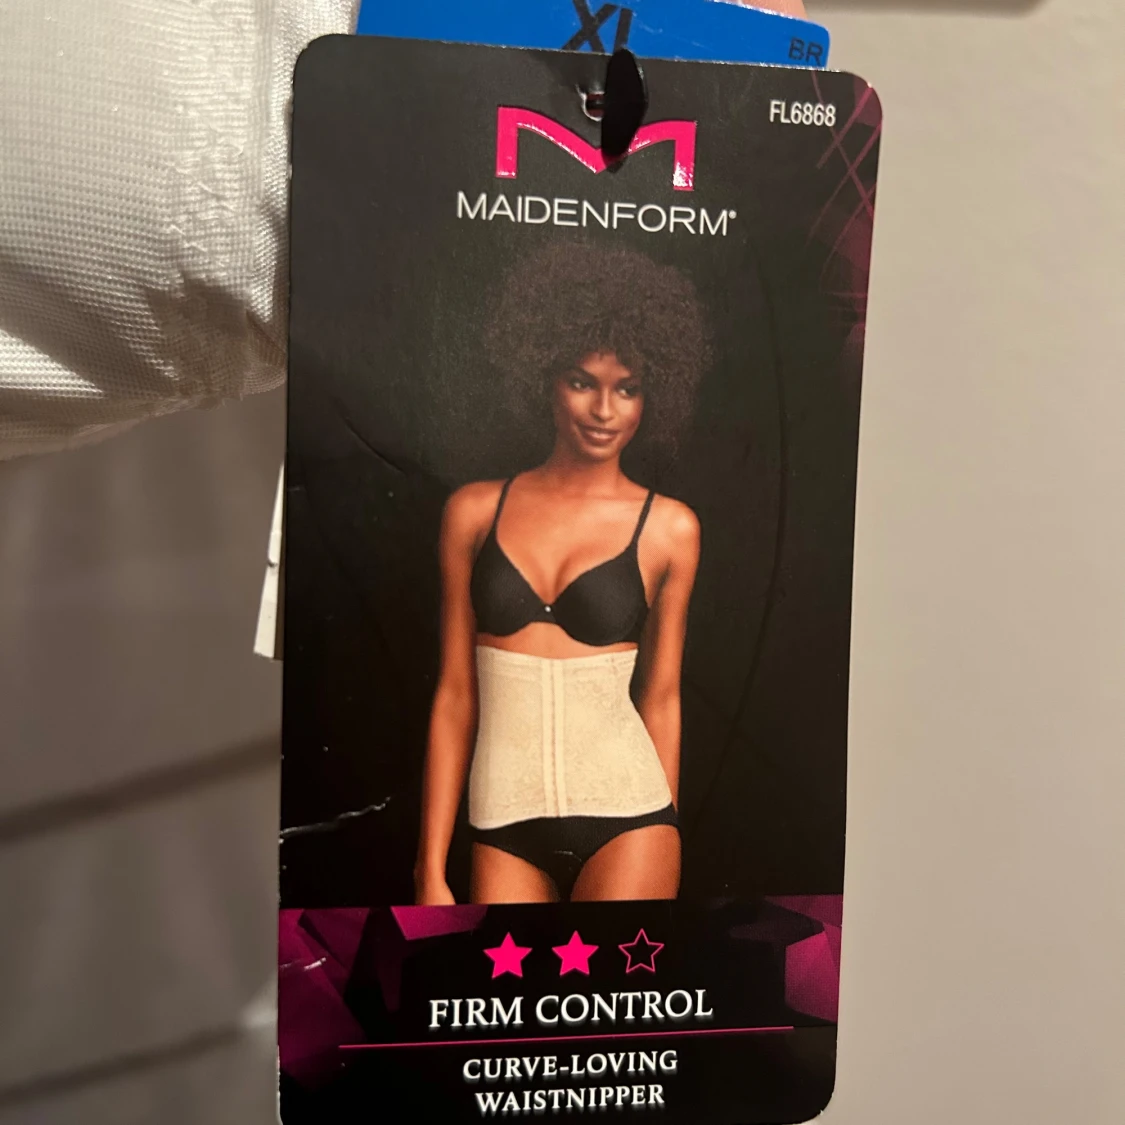 XL
BR
FL6868
MAIDENFORM®
FIRM CONTROL
CURVE-LOVING
WAISTNIPPER